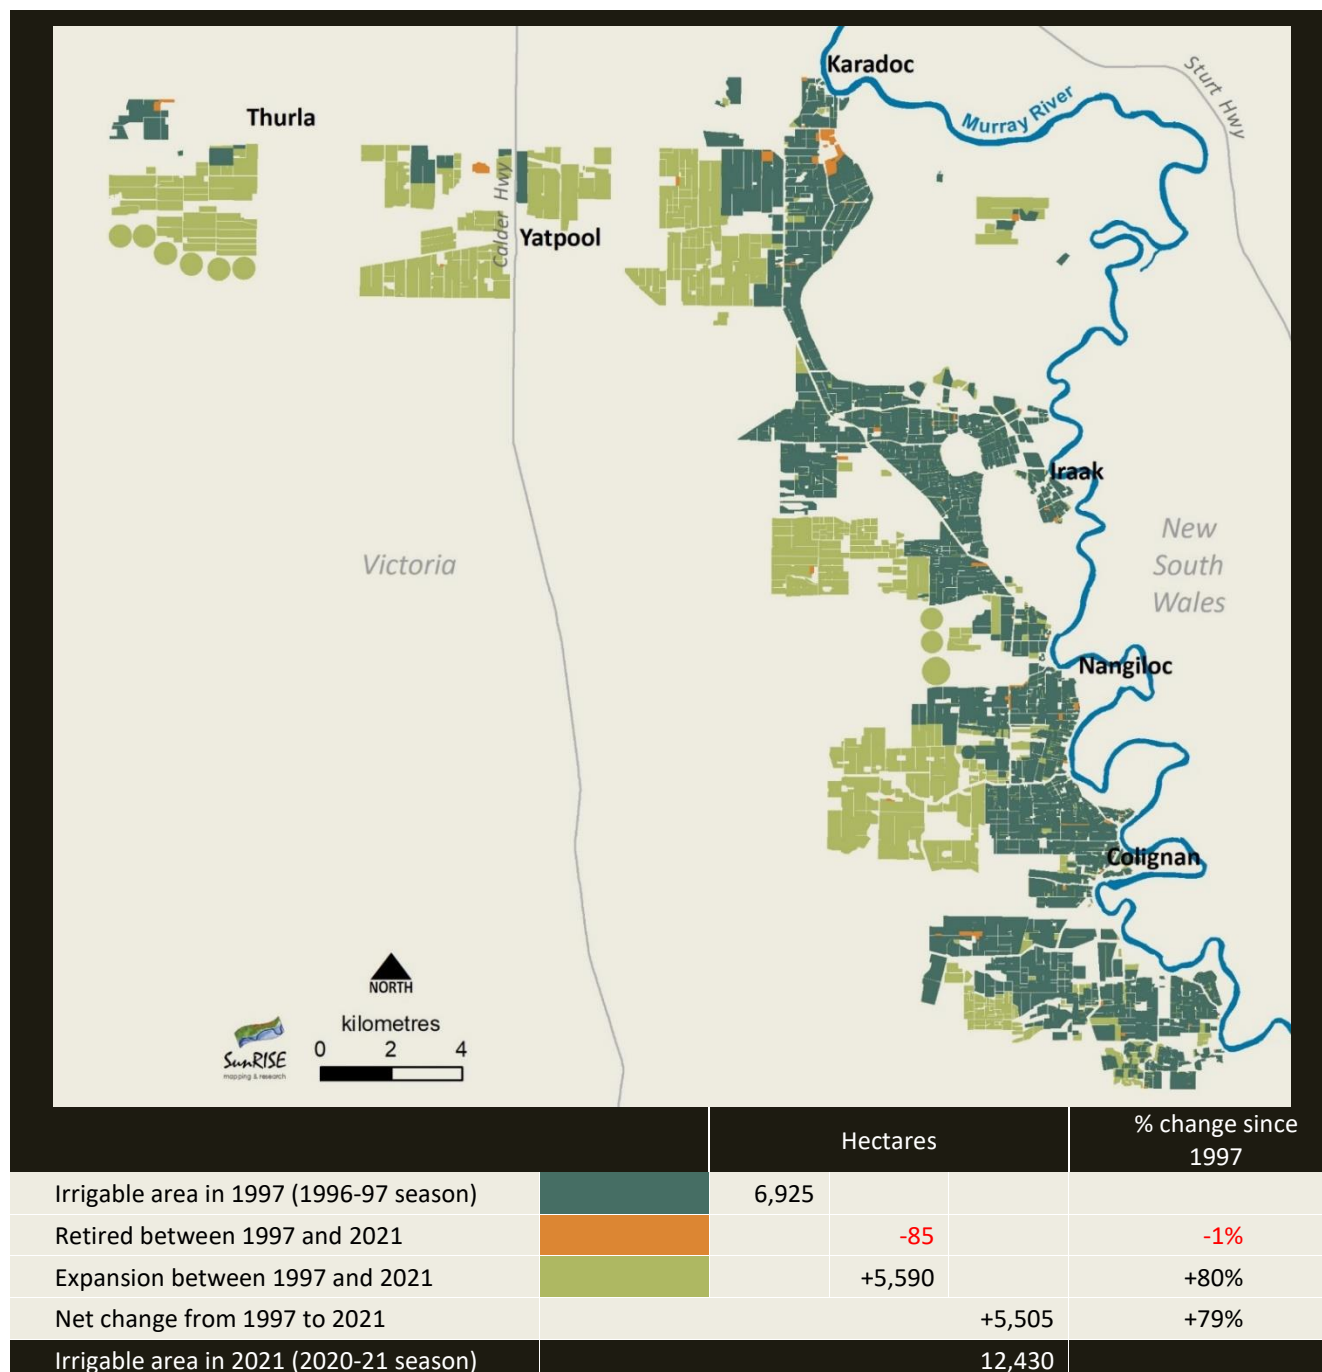 Karadoc
Sturt Hwy
Murray River
Thurla
Calder Hwy
Yatpool
Iraak
New
South
Wales
Victoria
Nangiloc
Colignan
NORTH
kilometres
0 2 4
SunRISE
mapping & research
Hectares
% change since
1997
Irrigable area in 1997 (1996-97 season) 6,925
Retired between 1997 and 2021 -85 -1%
Expansion between 1997 and 2021 +5,590 +80%
Net change from 1997 to 2021 +5,505 +79%
Irrigable area in 2021 (2020-21 season) 12,430